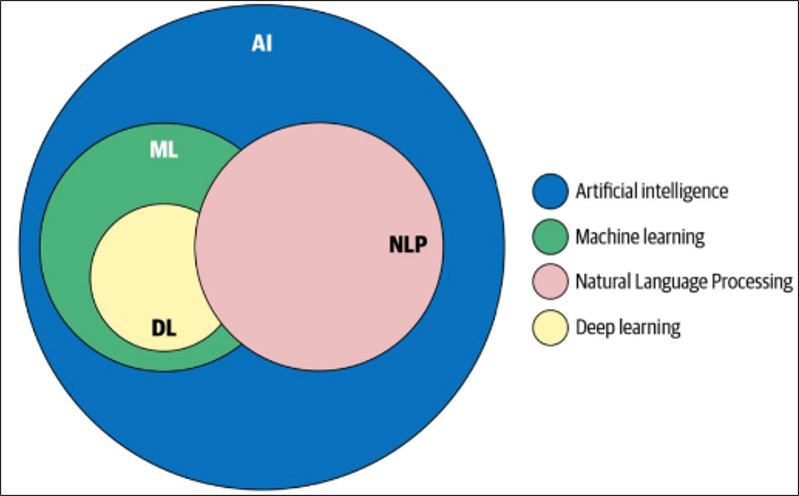 AI
ML
NLP
DL
Artificial intelligence
Machine learning
Natural Language Processing
Deep learning